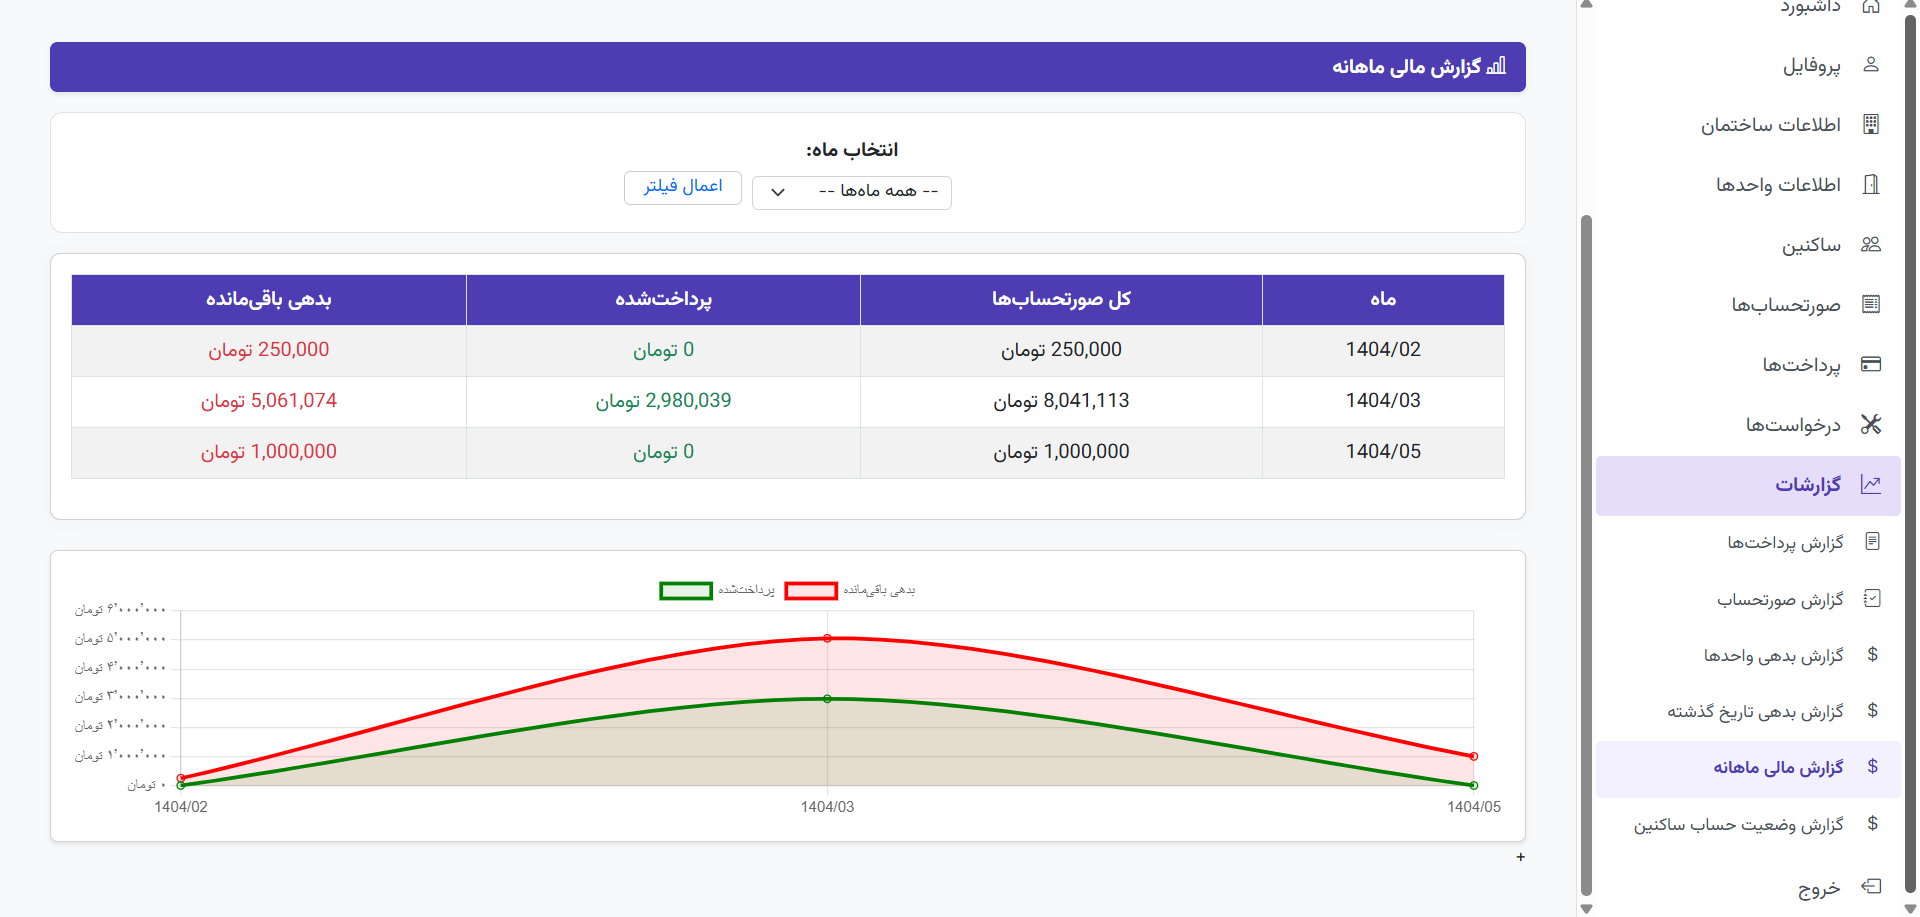 داشبورد
پروفایل
اطلاعات ساختمان
اطلاعات واحدها
ساکنین
صورتحساب‌ها
پرداخت‌ها
درخواست‌ها
گزارشات
گزارش پرداخت‌ها
گزارش صورتحساب
$ گزارش بدهی واحدها
$ گزارش بدهی تاریخ گذشته
$ گزارش مالی ماهانه
$ گزارش وضعیت حساب ساکنین
خروج
گزارش مالی ماهانه
انتخاب ماه:
-- همه ماه‌ها -- اعمال فیلتر
ماه کل صورتحساب‌ها پرداخت‌شده بدهی باقی‌مانده
1404/02 250,000 تومان 0 تومان 250,000 تومان
1404/03 8,041,113 تومان 2,980,039 تومان 5,061,074 تومان
1404/05 1,000,000 تومان 0 تومان 1,000,000 تومان
بدهی باقی‌مانده پرداخت‌شده
۶٬۰۰۰٬۰۰۰ تومان
۵٬۰۰۰٬۰۰۰ تومان
۴٬۰۰۰٬۰۰۰ تومان
۳٬۰۰۰٬۰۰۰ تومان
۲٬۰۰۰٬۰۰۰ تومان
۱٬۰۰۰٬۰۰۰ تومان
۰ تومان
1404/02 1404/03 1404/05
+